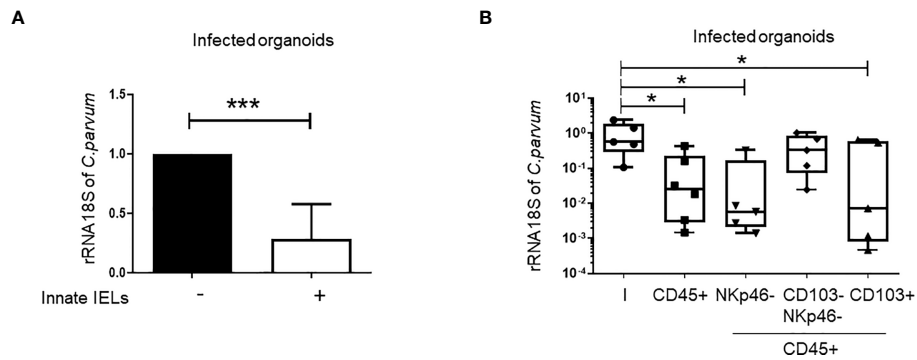 A
Infected organoids
***
1.5
1.0
0.5
0.0
rRNA18S of C.parvum
Innate IELs - +
B
Infected organoids
*
*
*
10¹
10⁰
10⁻¹
10⁻²
10⁻³
10⁻⁴
rRNA18S of C.parvum
I CD45+ NKp46- CD103- CD103+
NKp46-
CD45+